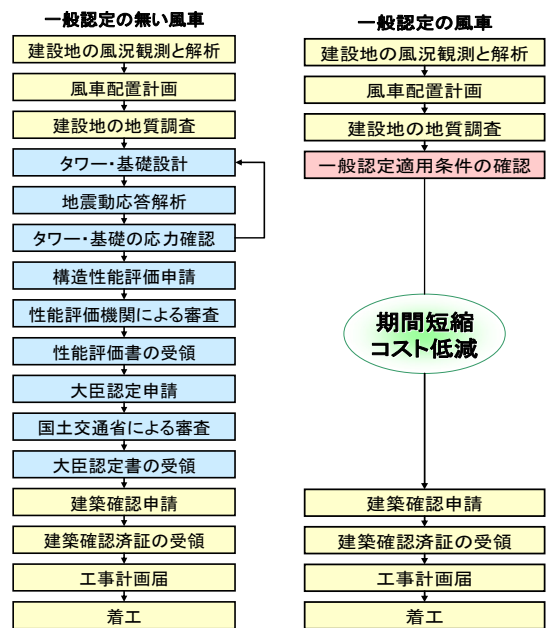 一般認定の無い風車
建設地の風況観測と解析
風車配置計画
建設地の地質調査
タワー・基礎設計
地震動応答解析
タワー・基礎の応力確認
構造性能評価申請
性能評価機関による審査
性能評価書の受領
大臣認定申請
国土交通省による審査
大臣認定書の受領
建築確認申請
建築確認済証の受領
工事計画届
着工
一般認定の風車
建設地の風況観測と解析
風車配置計画
建設地の地質調査
一般認定適用条件の確認
期間短縮
コスト低減
建築確認申請
建築確認済証の受領
工事計画届
着工